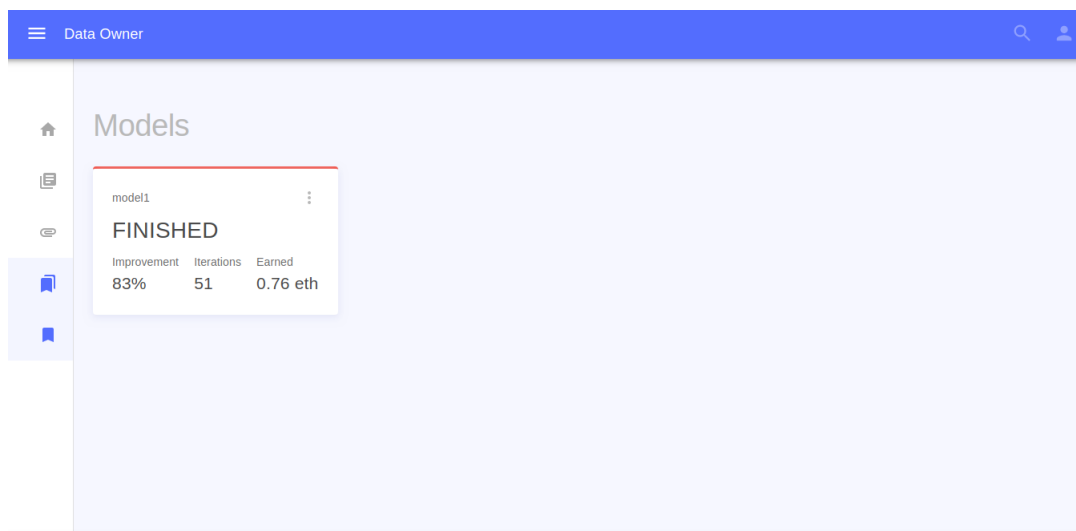 Data Owner
Models
model1
FINISHED
Improvement Iterations Earned
83% 51 0.76 eth